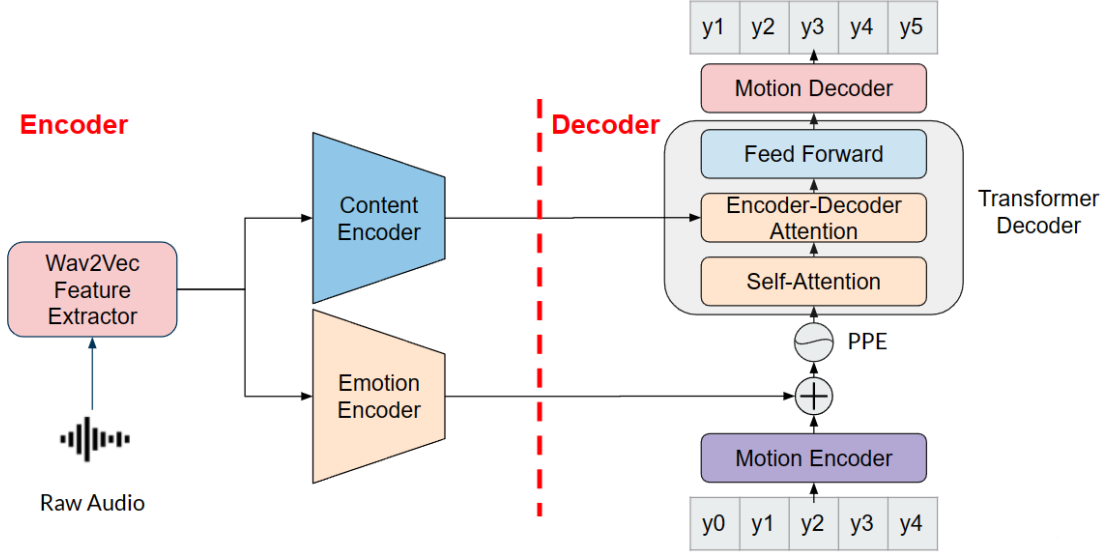 y1 y2 y3 y4 y5
Motion Decoder
Encoder
Decoder
Feed Forward
Content
Encoder
Encoder-Decoder
Attention
Transformer
Decoder
Wav2Vec
Feature
Extractor
Self-Attention
PPE
Emotion
Encoder
Motion Encoder
Raw Audio
y0 y1 y2 y3 y4